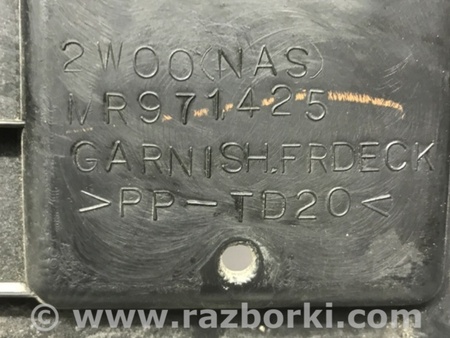 2W00(NAS)
MR971425
GARNISH,FRDECK
>PP-TD20<
© www.razborki.com